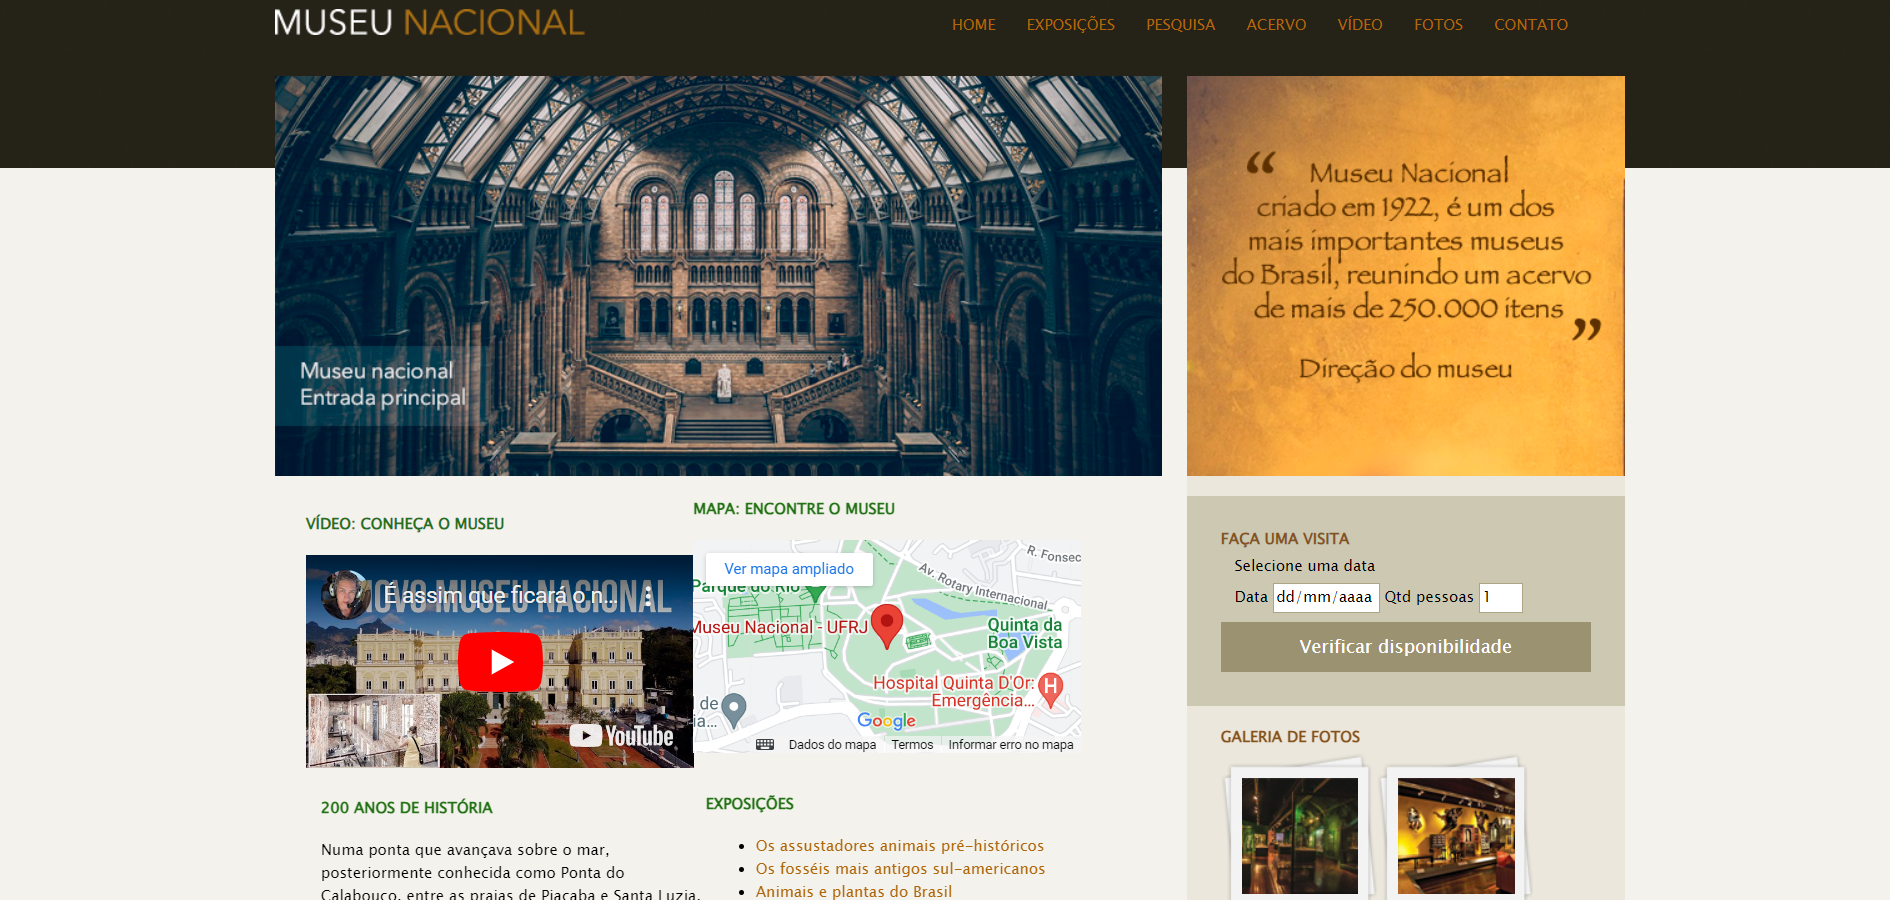 MUSEU NACIONAL
HOME EXPOSIÇÕES PESQUISA ACERVO VÍDEO FOTOS CONTATO
Museu nacional
Entrada principal
“ Museu Nacional
criado em 1922, é um dos
mais importantes museus
do Brasil, reunindo um acervo
de mais de 250.000 itens ”
Direção do museu
VÍDEO: CONHEÇA O MUSEU
É assim que ficará o n...
NOVO MUSEU NACIONAL
YouTube
MAPA: ENCONTRE O MUSEU
Ver mapa ampliado
R. Fonsec
Av. Rotary Internacional
Parque do Rio
Museu Nacional - UFRJ
Quinta da
Boa Vista
Hospital Quinta D'Or:
Emergência...
H
l de
ia...
Google
Dados do mapa Termos Informar erro no mapa
200 ANOS DE HISTÓRIA
Numa ponta que avançava sobre o mar,
posteriormente conhecida como Ponta do
Calabouço, entre as praias de Piaçaba e Santa Luzia,
EXPOSIÇÕES
• Os assustadores animais pré-históricos
• Os fosséis mais antigos sul-americanos
• Animais e plantas do Brasil
FAÇA UMA VISITA
Selecione uma data
Data dd/mm/aaaa Qtd pessoas 1
Verificar disponibilidade
GALERIA DE FOTOS